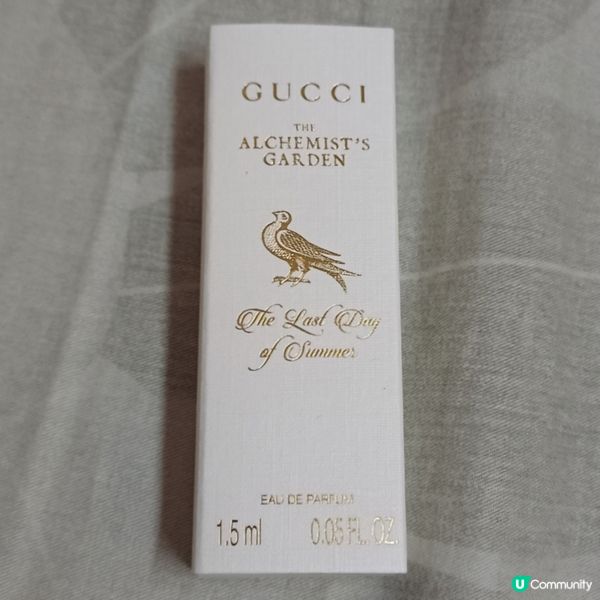 GUCCI
THE
ALCHEMIST'S
GARDEN
The Last Day
of Summer
EAU DE PARFUM
1.5 ml 0.05 FL. OZ.
U Community